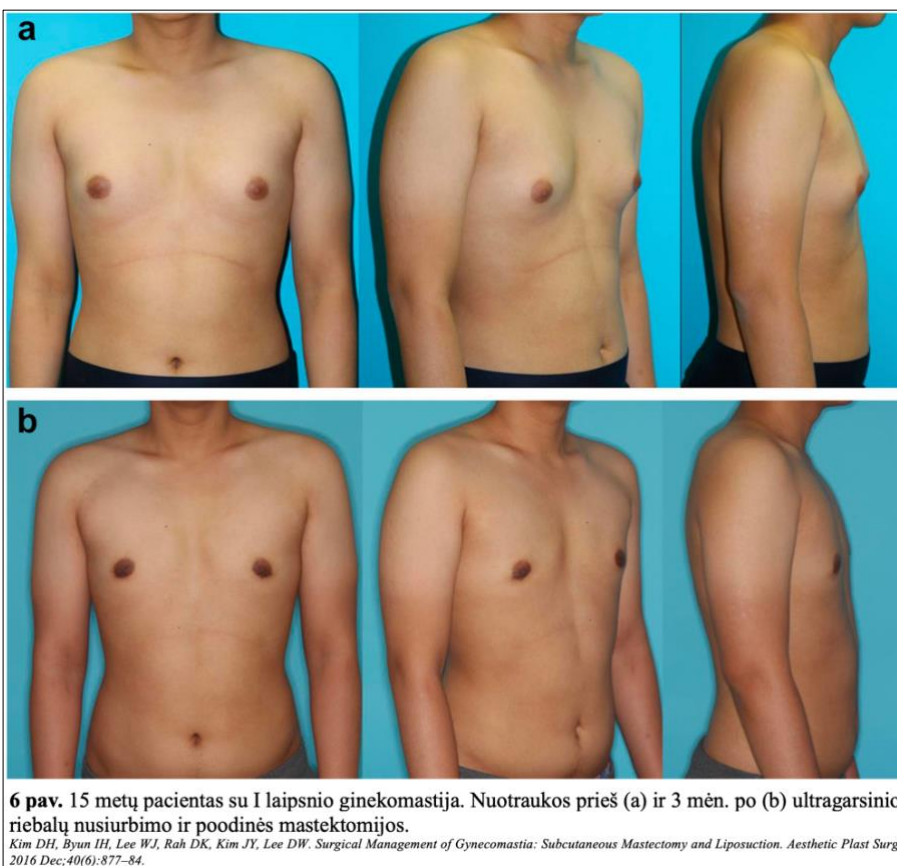 a
b
6 pav. 15 metų pacientas su I laipsnio ginekomastija. Nuotraukos prieš (a) ir 3 mėn. po (b) ultragarsinio
riebalų nusiurbimo ir poodinės mastektomijos.
Kim DH, Byun IH, Lee WJ, Rah DK, Kim JY, Lee DW. Surgical Management of Gynecomastia: Subcutaneous Mastectomy and Liposuction. Aesthetic Plast Surg
2016 Dec;40(6):877–84.